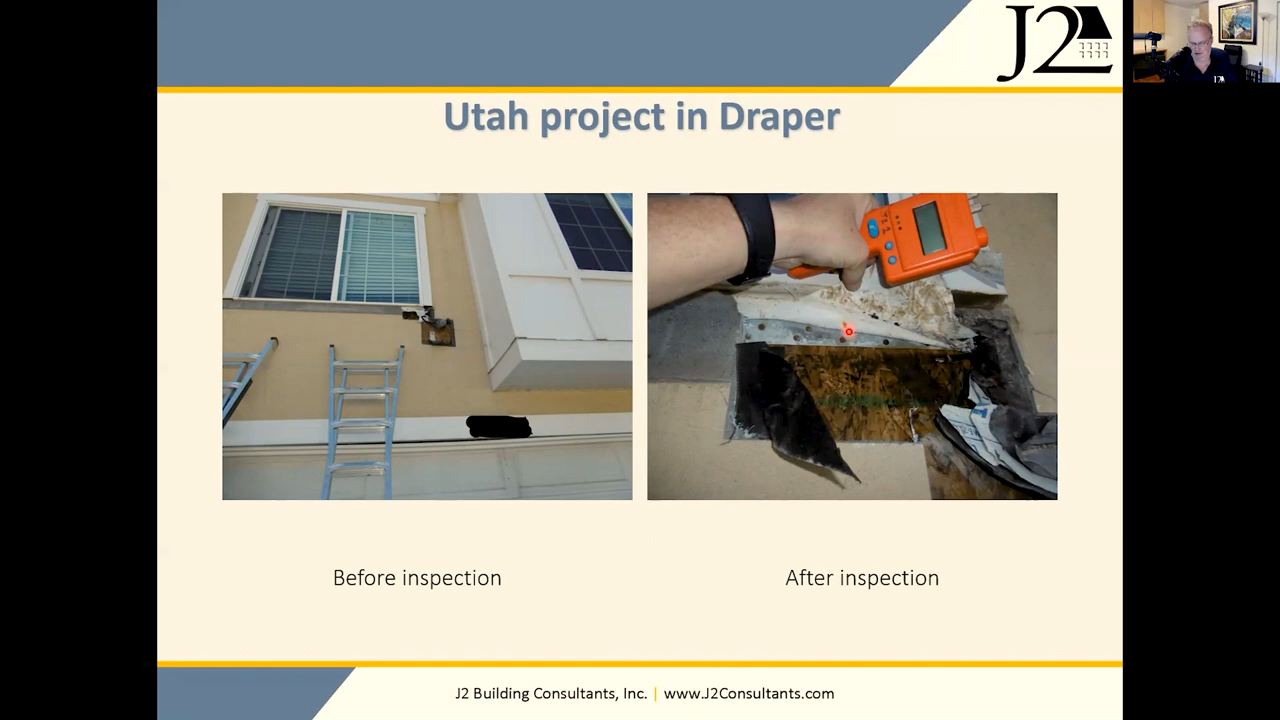 J2
Utah project in Draper
Before inspection
After inspection
J2 Building Consultants, Inc. | www.J2Consultants.com